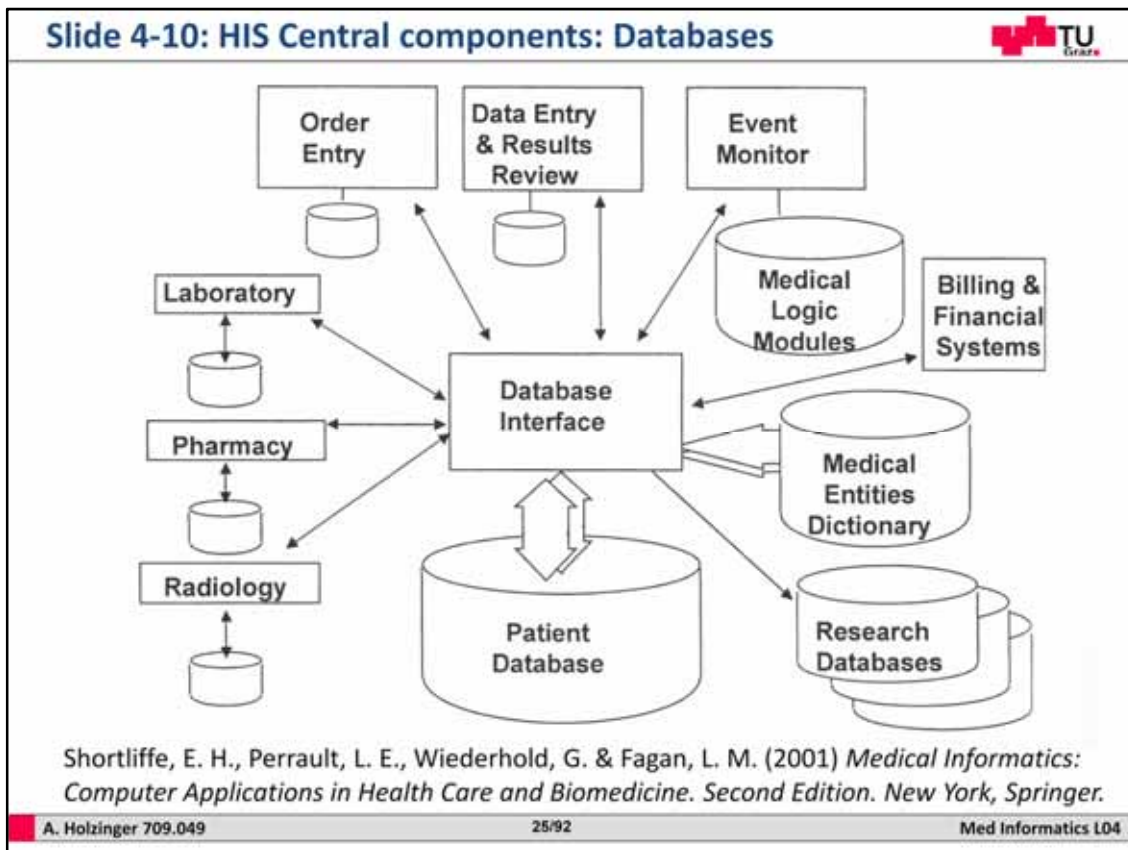 Slide 4-10: HIS Central components: Databases
TU
Graz
Order
Entry
Data Entry
& Results
Review
Event
Monitor
Laboratory
Medical
Logic
Modules
Billing &
Financial
Systems
Database
Interface
Pharmacy
Medical
Entities
Dictionary
Radiology
Patient
Database
Research
Databases
Shortliffe, E. H., Perrault, L. E., Wiederhold, G. & Fagan, L. M. (2001) Medical Informatics:
Computer Applications in Health Care and Biomedicine. Second Edition. New York, Springer.
A. Holzinger 709.049
25/92
Med Informatics L04